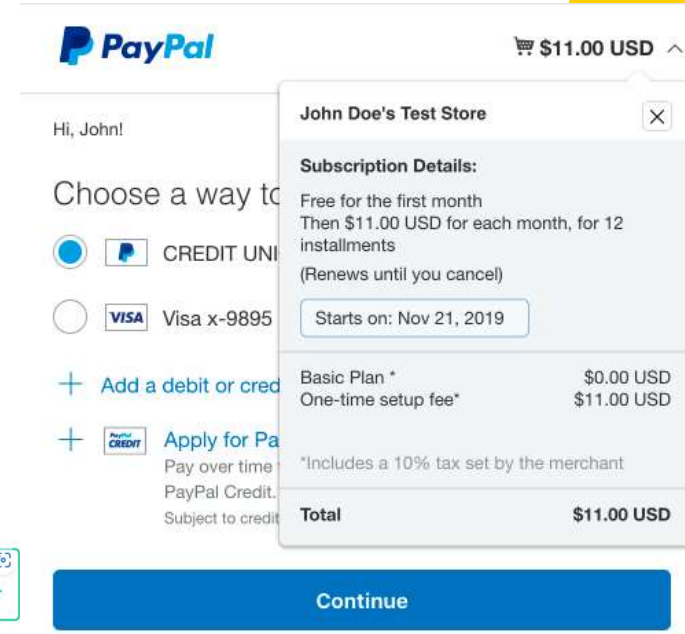 PayPal
$11.00 USD
John Doe's Test Store
Hi, John!
Subscription Details:
Choose a way to
Free for the first month
Then $11.00 USD for each month, for 12
installments
(Renews until you cancel)
CREDIT UNI
Starts on: Nov 21, 2019
VISA Visa x-9895
Add a debit or cred
Basic Plan * $0.00 USD
One-time setup fee* $11.00 USD
PayPal CREDIT Apply for Pa
Pay over time
*Includes a 10% tax set by the merchant
PayPal Credit.
Subject to credit
Total $11.00 USD
Continue